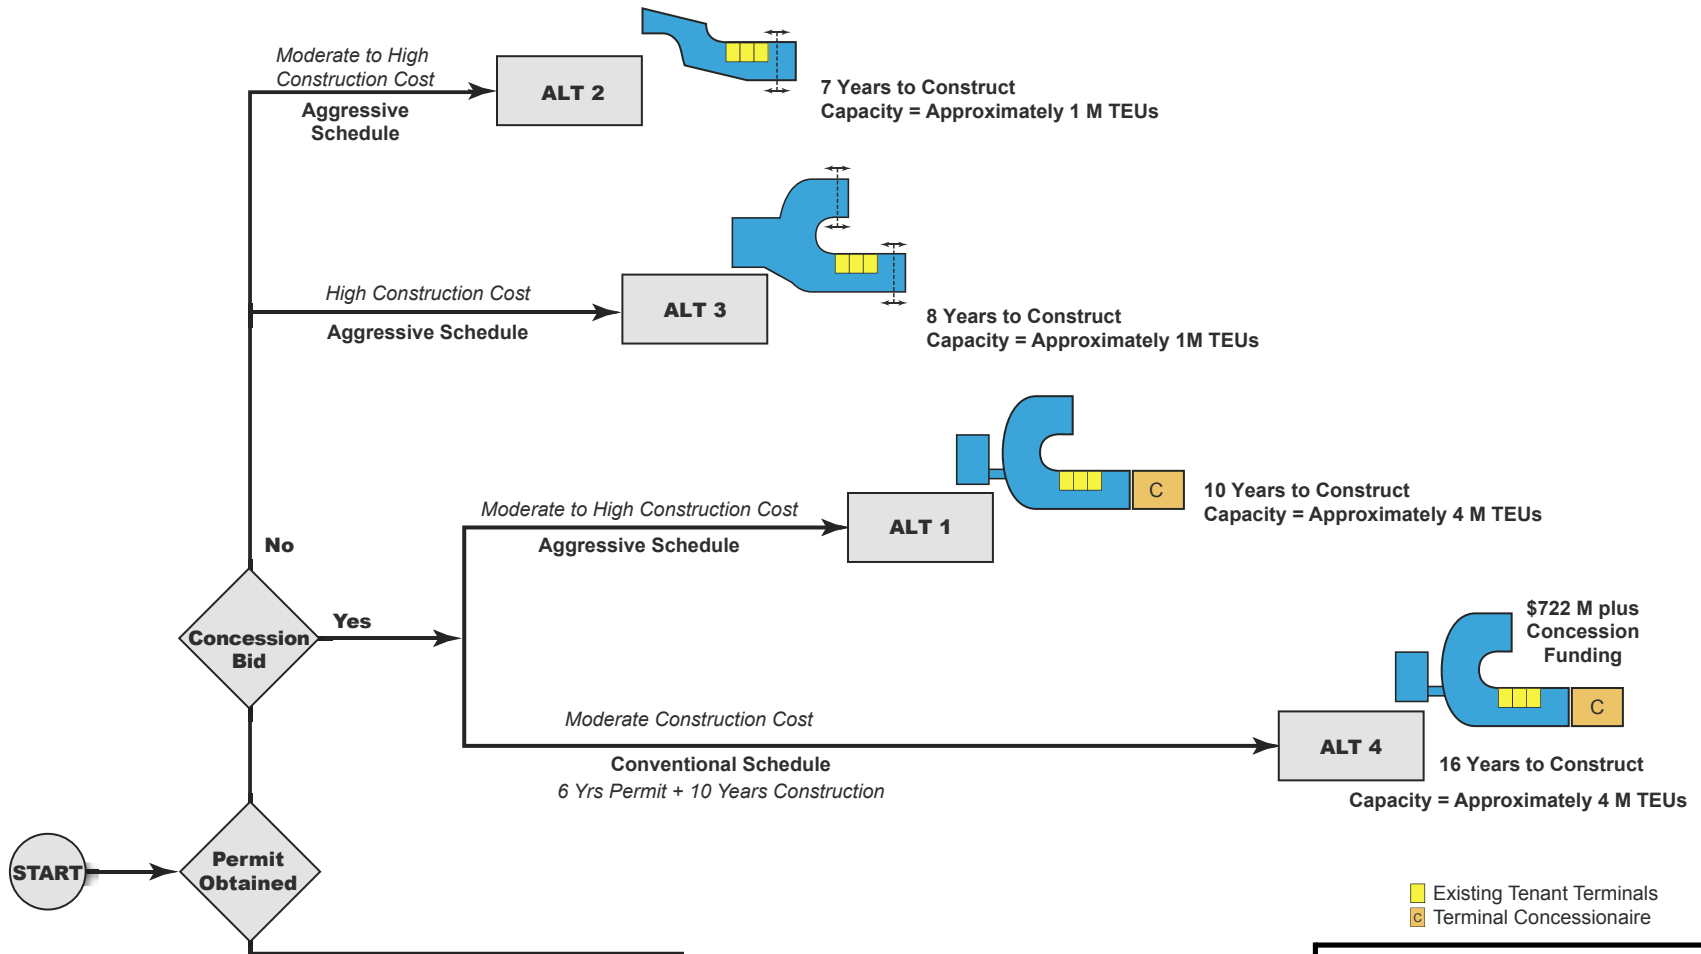 Moderate to High
Construction Cost
Aggressive
Schedule
ALT 2
7 Years to Construct
Capacity = Approximately 1 M TEUs
High Construction Cost
Aggressive Schedule
ALT 3
8 Years to Construct
Capacity = Approximately 1M TEUs
Moderate to High Construction Cost
Aggressive Schedule
ALT 1
C
10 Years to Construct
Capacity = Approximately 4 M TEUs
No
Concession
Bid
Yes
Moderate Construction Cost
Conventional Schedule
6 Yrs Permit + 10 Years Construction
ALT 4
$722 M plus
Concession
Funding
C
16 Years to Construct
Capacity = Approximately 4 M TEUs
START
Permit
Obtained
Existing Tenant Terminals
C Terminal Concessionaire